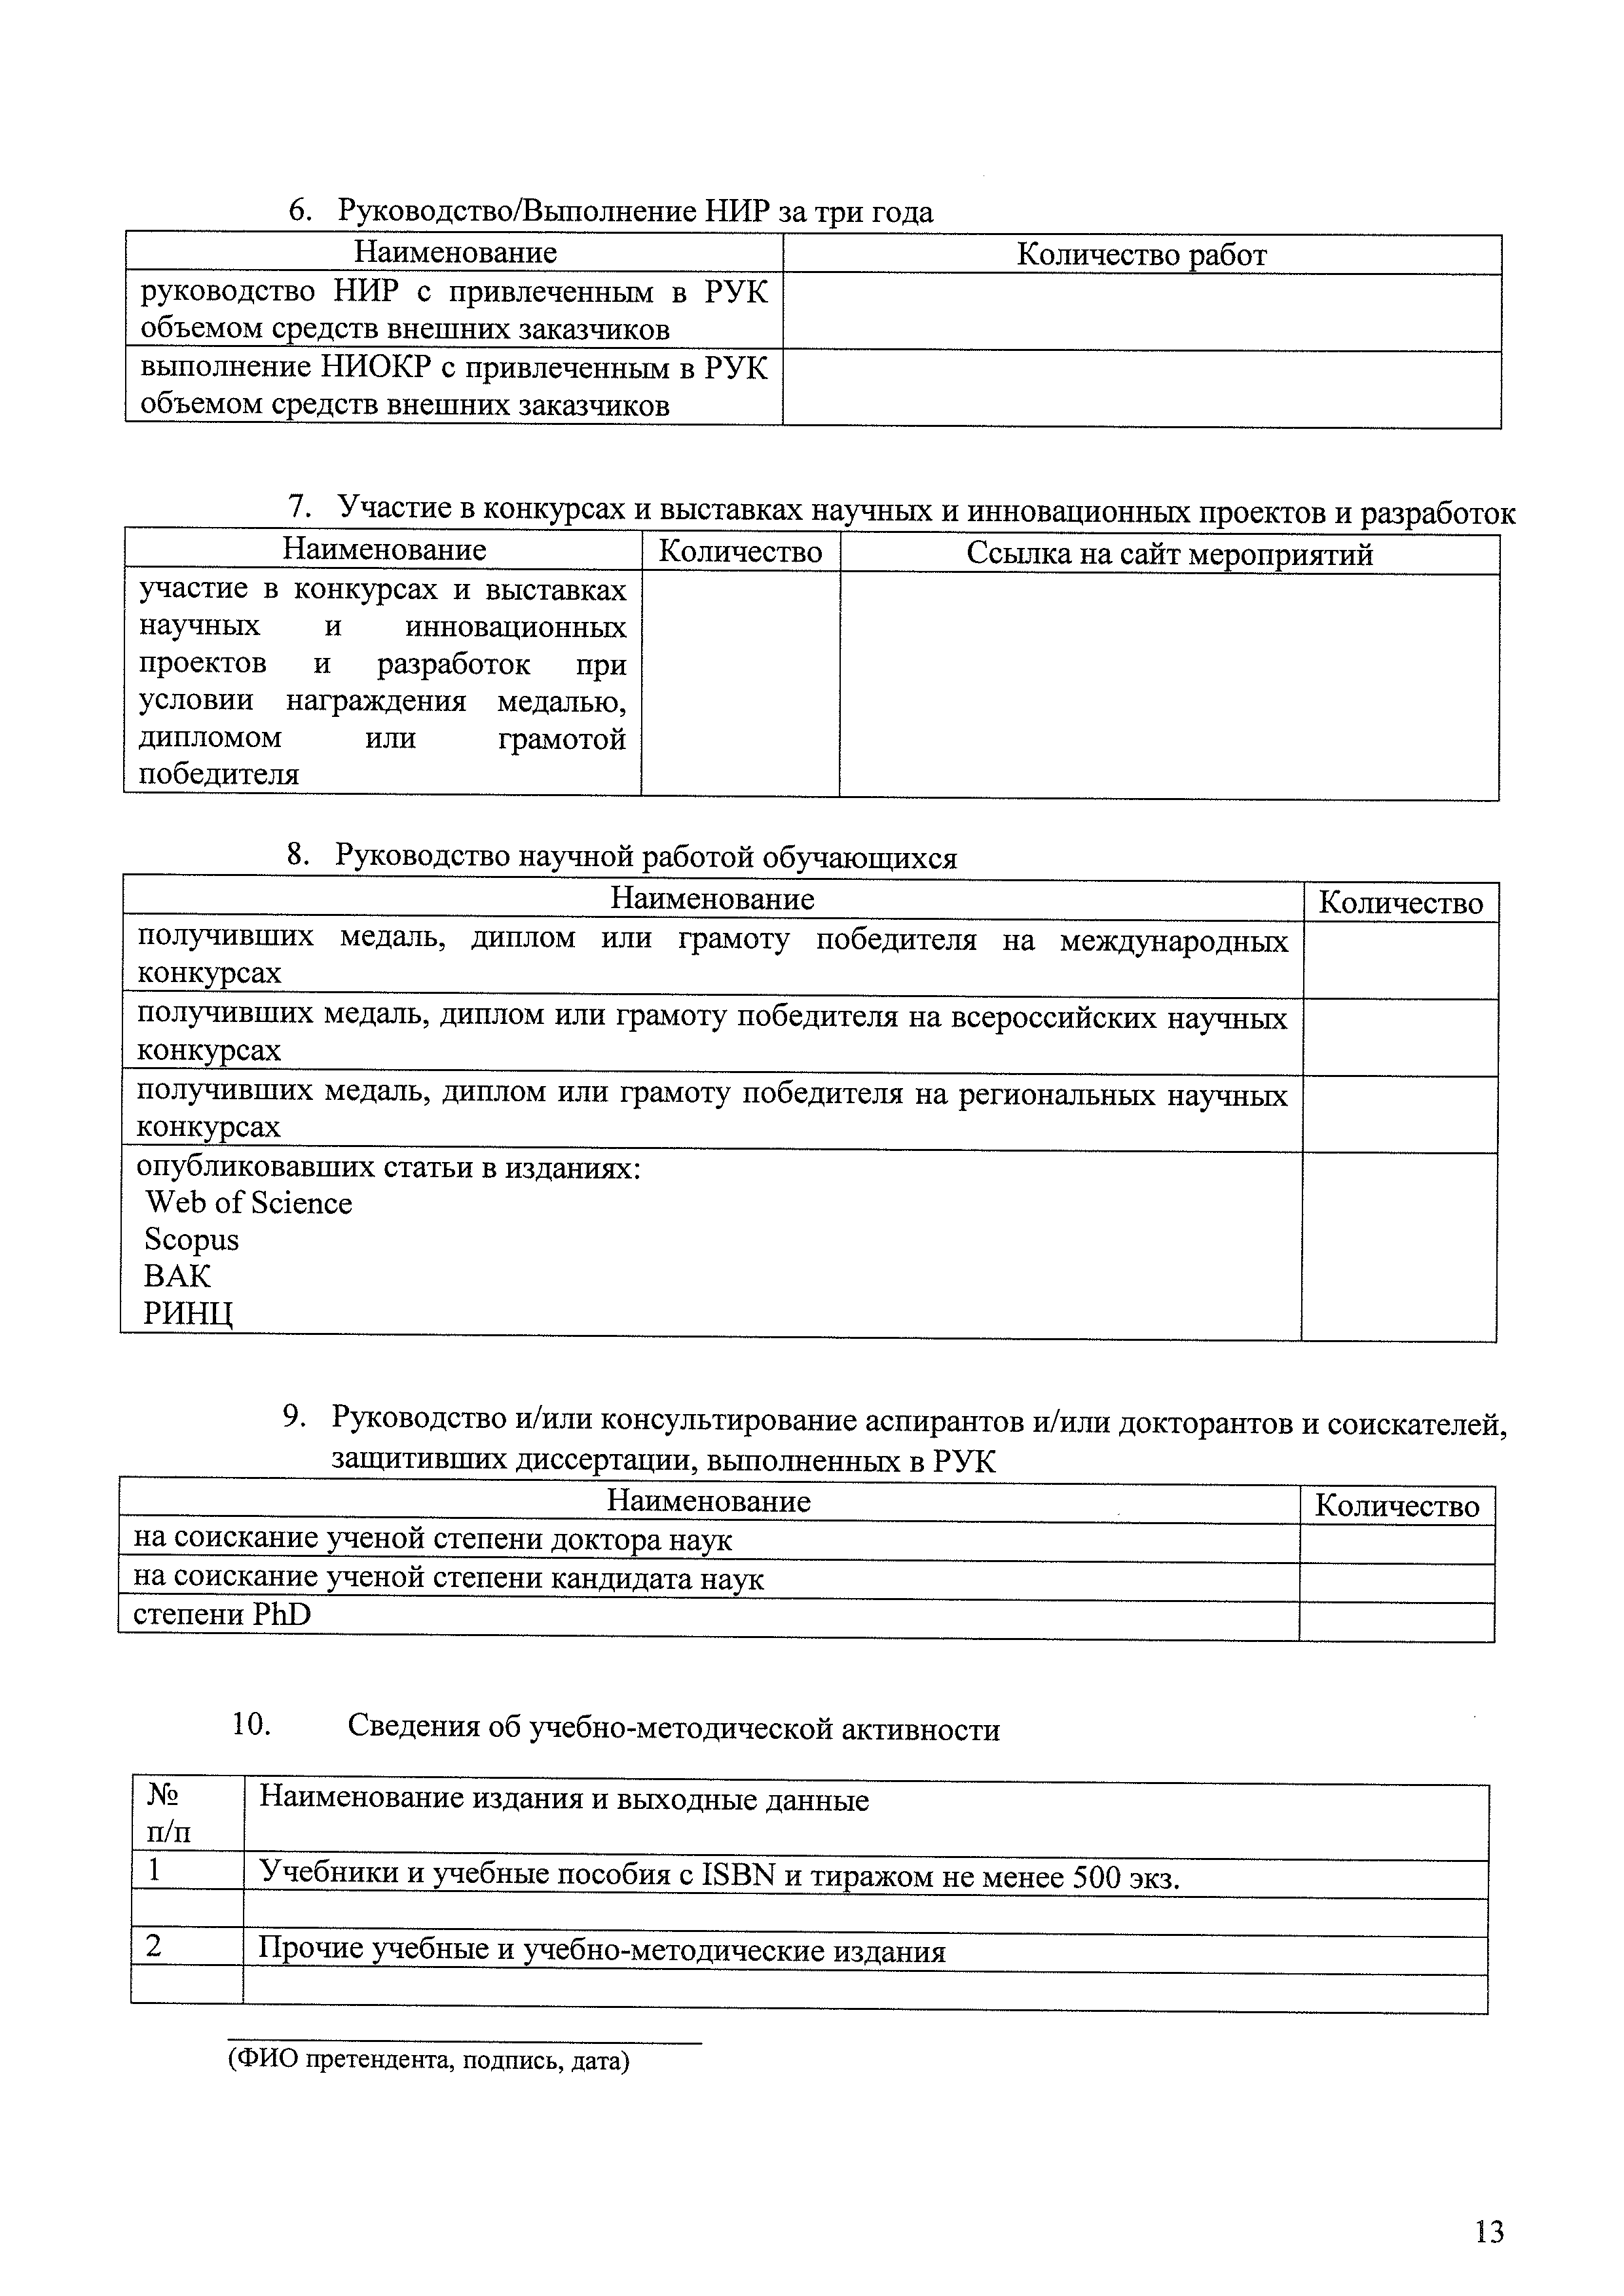 6. Руководство/Выполнение НИР за три года
Наименование Количество работ
руководство НИР с привлеченным в РУК
объемом средств внешних заказчиков
выполнение НИОКР с привлеченным в РУК
объемом средств внешних заказчиков
7. Участие в конкурсах и выставках научных и инновационных проектов и разработок
Наименование Количество Ссылка на сайт мероприятий
участие в конкурсах и выставках
научных и инновационных
проектов и разработок при
условии награждения медалью,
дипломом или грамотой
победителя
8. Руководство научной работой обучающихся
Наименование Количество
получивших медаль, диплом или грамоту победителя на международных
конкурсах
получивших медаль, диплом или грамоту победителя на всероссийских научных
конкурсах
получивших медаль, диплом или грамоту победителя на региональных научных
конкурсах
опубликовавших статьи в изданиях:
Web of Science
Scopus
ВАК
РИНЦ
9. Руководство и/или консультирование аспирантов и/или докторантов и соискателей,
защитивших диссертации, выполненных в РУК
Наименование Количество
на соискание ученой степени доктора наук
на соискание ученой степени кандидата наук
степени PhD
10. Сведения об учебно-методической активности
№ Наименование издания и выходные данные
п/п
1 Учебники и учебные пособия с ISBN и тиражом не менее 500 экз.
2 Прочие учебные и учебно-методические издания
(ФИО претендента, подпись, дата)
13